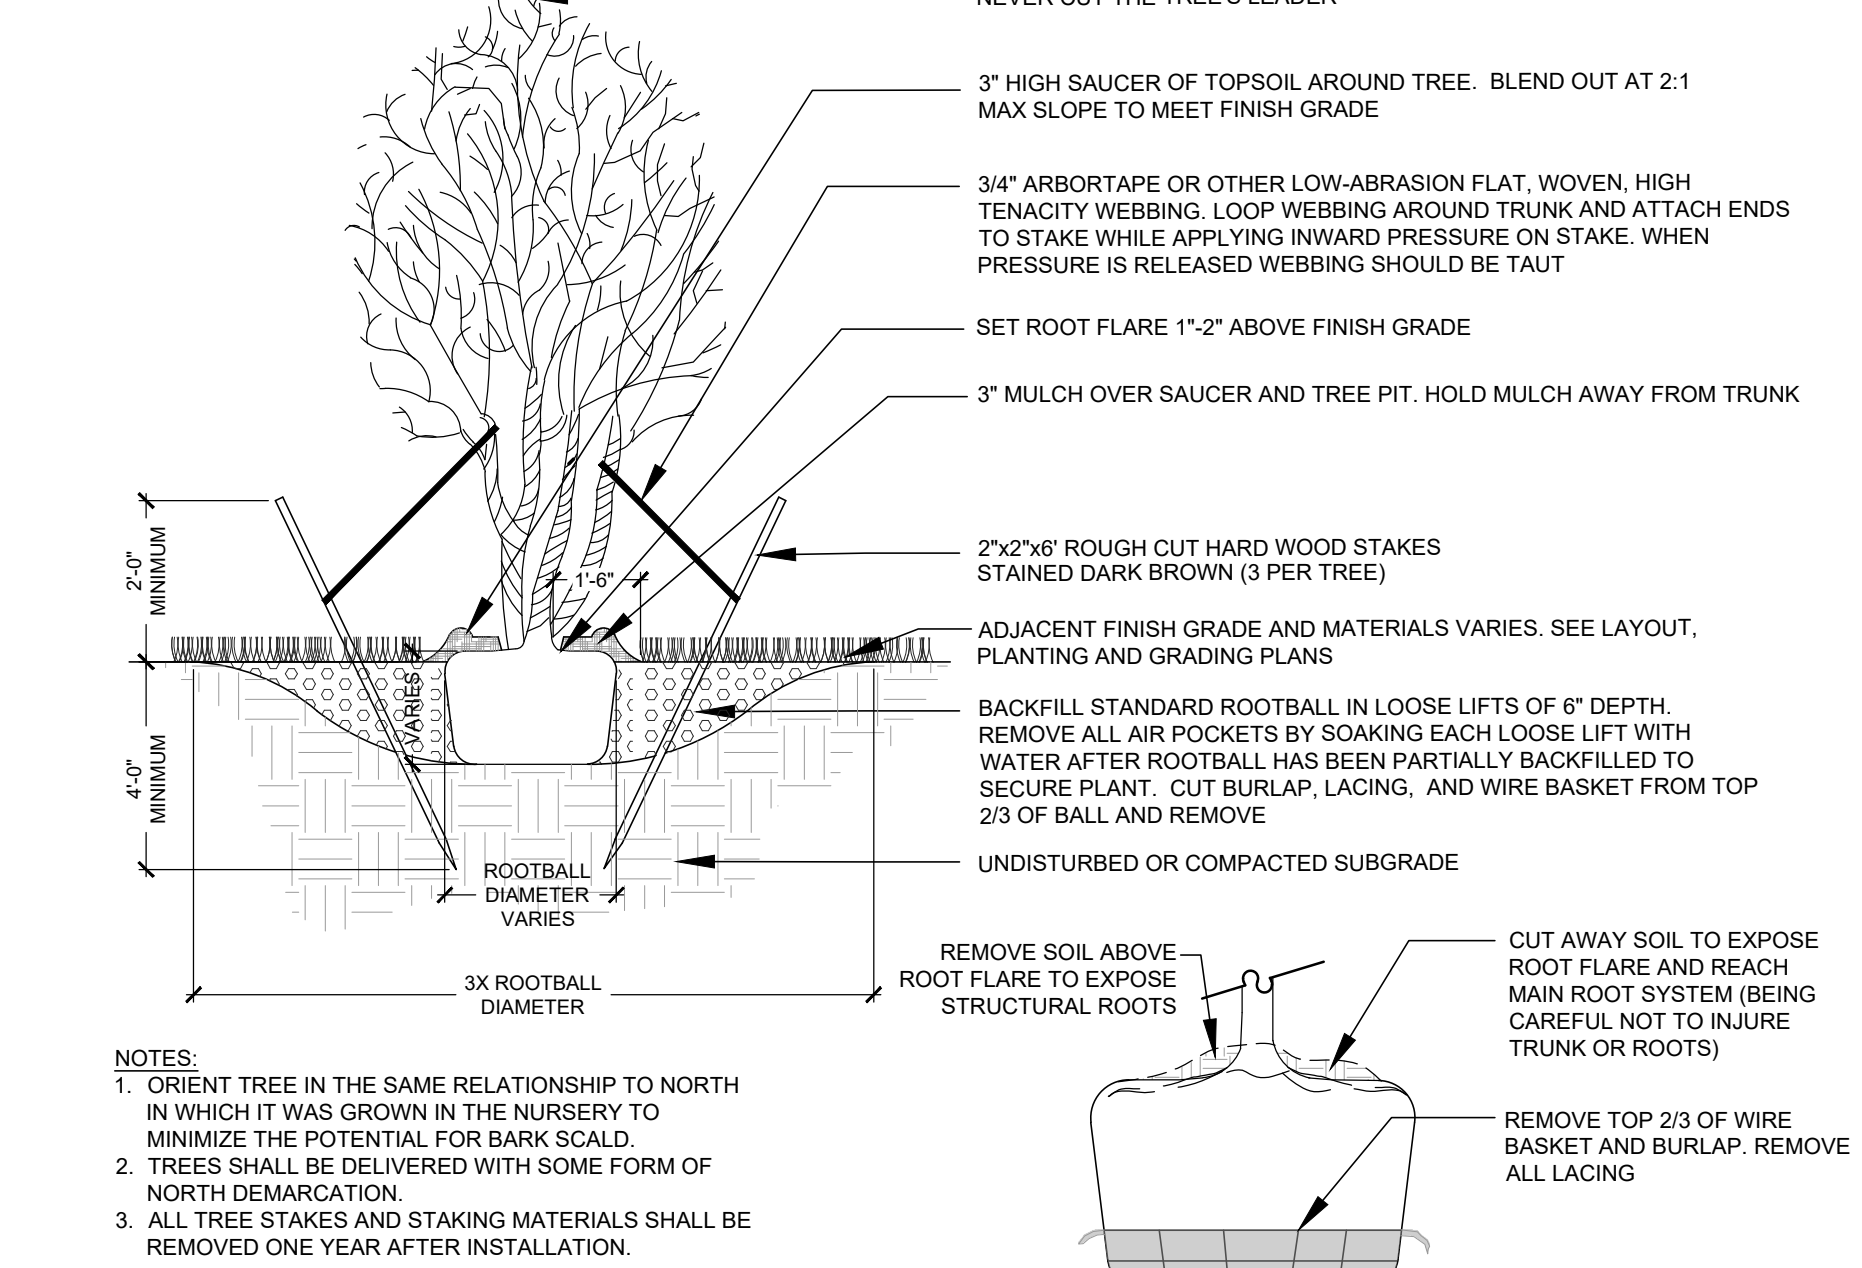 NEVER CUT THE TREE'S LEADER
3" HIGH SAUCER OF TOPSOIL AROUND TREE. BLEND OUT AT 2:1
MAX SLOPE TO MEET FINISH GRADE
3/4" ARBORTAPE OR OTHER LOW-ABRASION FLAT, WOVEN, HIGH
TENACITY WEBBING. LOOP WEBBING AROUND TRUNK AND ATTACH ENDS
TO STAKE WHILE APPLYING INWARD PRESSURE ON STAKE. WHEN
PRESSURE IS RELEASED WEBBING SHOULD BE TAUT
SET ROOT FLARE 1"-2" ABOVE FINISH GRADE
3" MULCH OVER SAUCER AND TREE PIT. HOLD MULCH AWAY FROM TRUNK
2"x2"x6' ROUGH CUT HARD WOOD STAKES
STAINED DARK BROWN (3 PER TREE)
ADJACENT FINISH GRADE AND MATERIALS VARIES. SEE LAYOUT,
PLANTING AND GRADING PLANS
BACKFILL STANDARD ROOTBALL IN LOOSE LIFTS OF 6" DEPTH.
REMOVE ALL AIR POCKETS BY SOAKING EACH LOOSE LIFT WITH
WATER AFTER ROOTBALL HAS BEEN PARTIALLY BACKFILLED TO
SECURE PLANT. CUT BURLAP, LACING, AND WIRE BASKET FROM TOP
2/3 OF BALL AND REMOVE
UNDISTURBED OR COMPACTED SUBGRADE
2'-0"
MINIMUM
1'-6"
VARIES
4'-0"
MINIMUM
ROOTBALL
DIAMETER
VARIES
3X ROOTBALL
DIAMETER
REMOVE SOIL ABOVE
ROOT FLARE TO EXPOSE
STRUCTURAL ROOTS
CUT AWAY SOIL TO EXPOSE
ROOT FLARE AND REACH
MAIN ROOT SYSTEM (BEING
CAREFUL NOT TO INJURE
TRUNK OR ROOTS)
REMOVE TOP 2/3 OF WIRE
BASKET AND BURLAP. REMOVE
ALL LACING
NOTES:
1. ORIENT TREE IN THE SAME RELATIONSHIP TO NORTH
IN WHICH IT WAS GROWN IN THE NURSERY TO
MINIMIZE THE POTENTIAL FOR BARK SCALD.
2. TREES SHALL BE DELIVERED WITH SOME FORM OF
NORTH DEMARCATION.
3. ALL TREE STAKES AND STAKING MATERIALS SHALL BE
REMOVED ONE YEAR AFTER INSTALLATION.